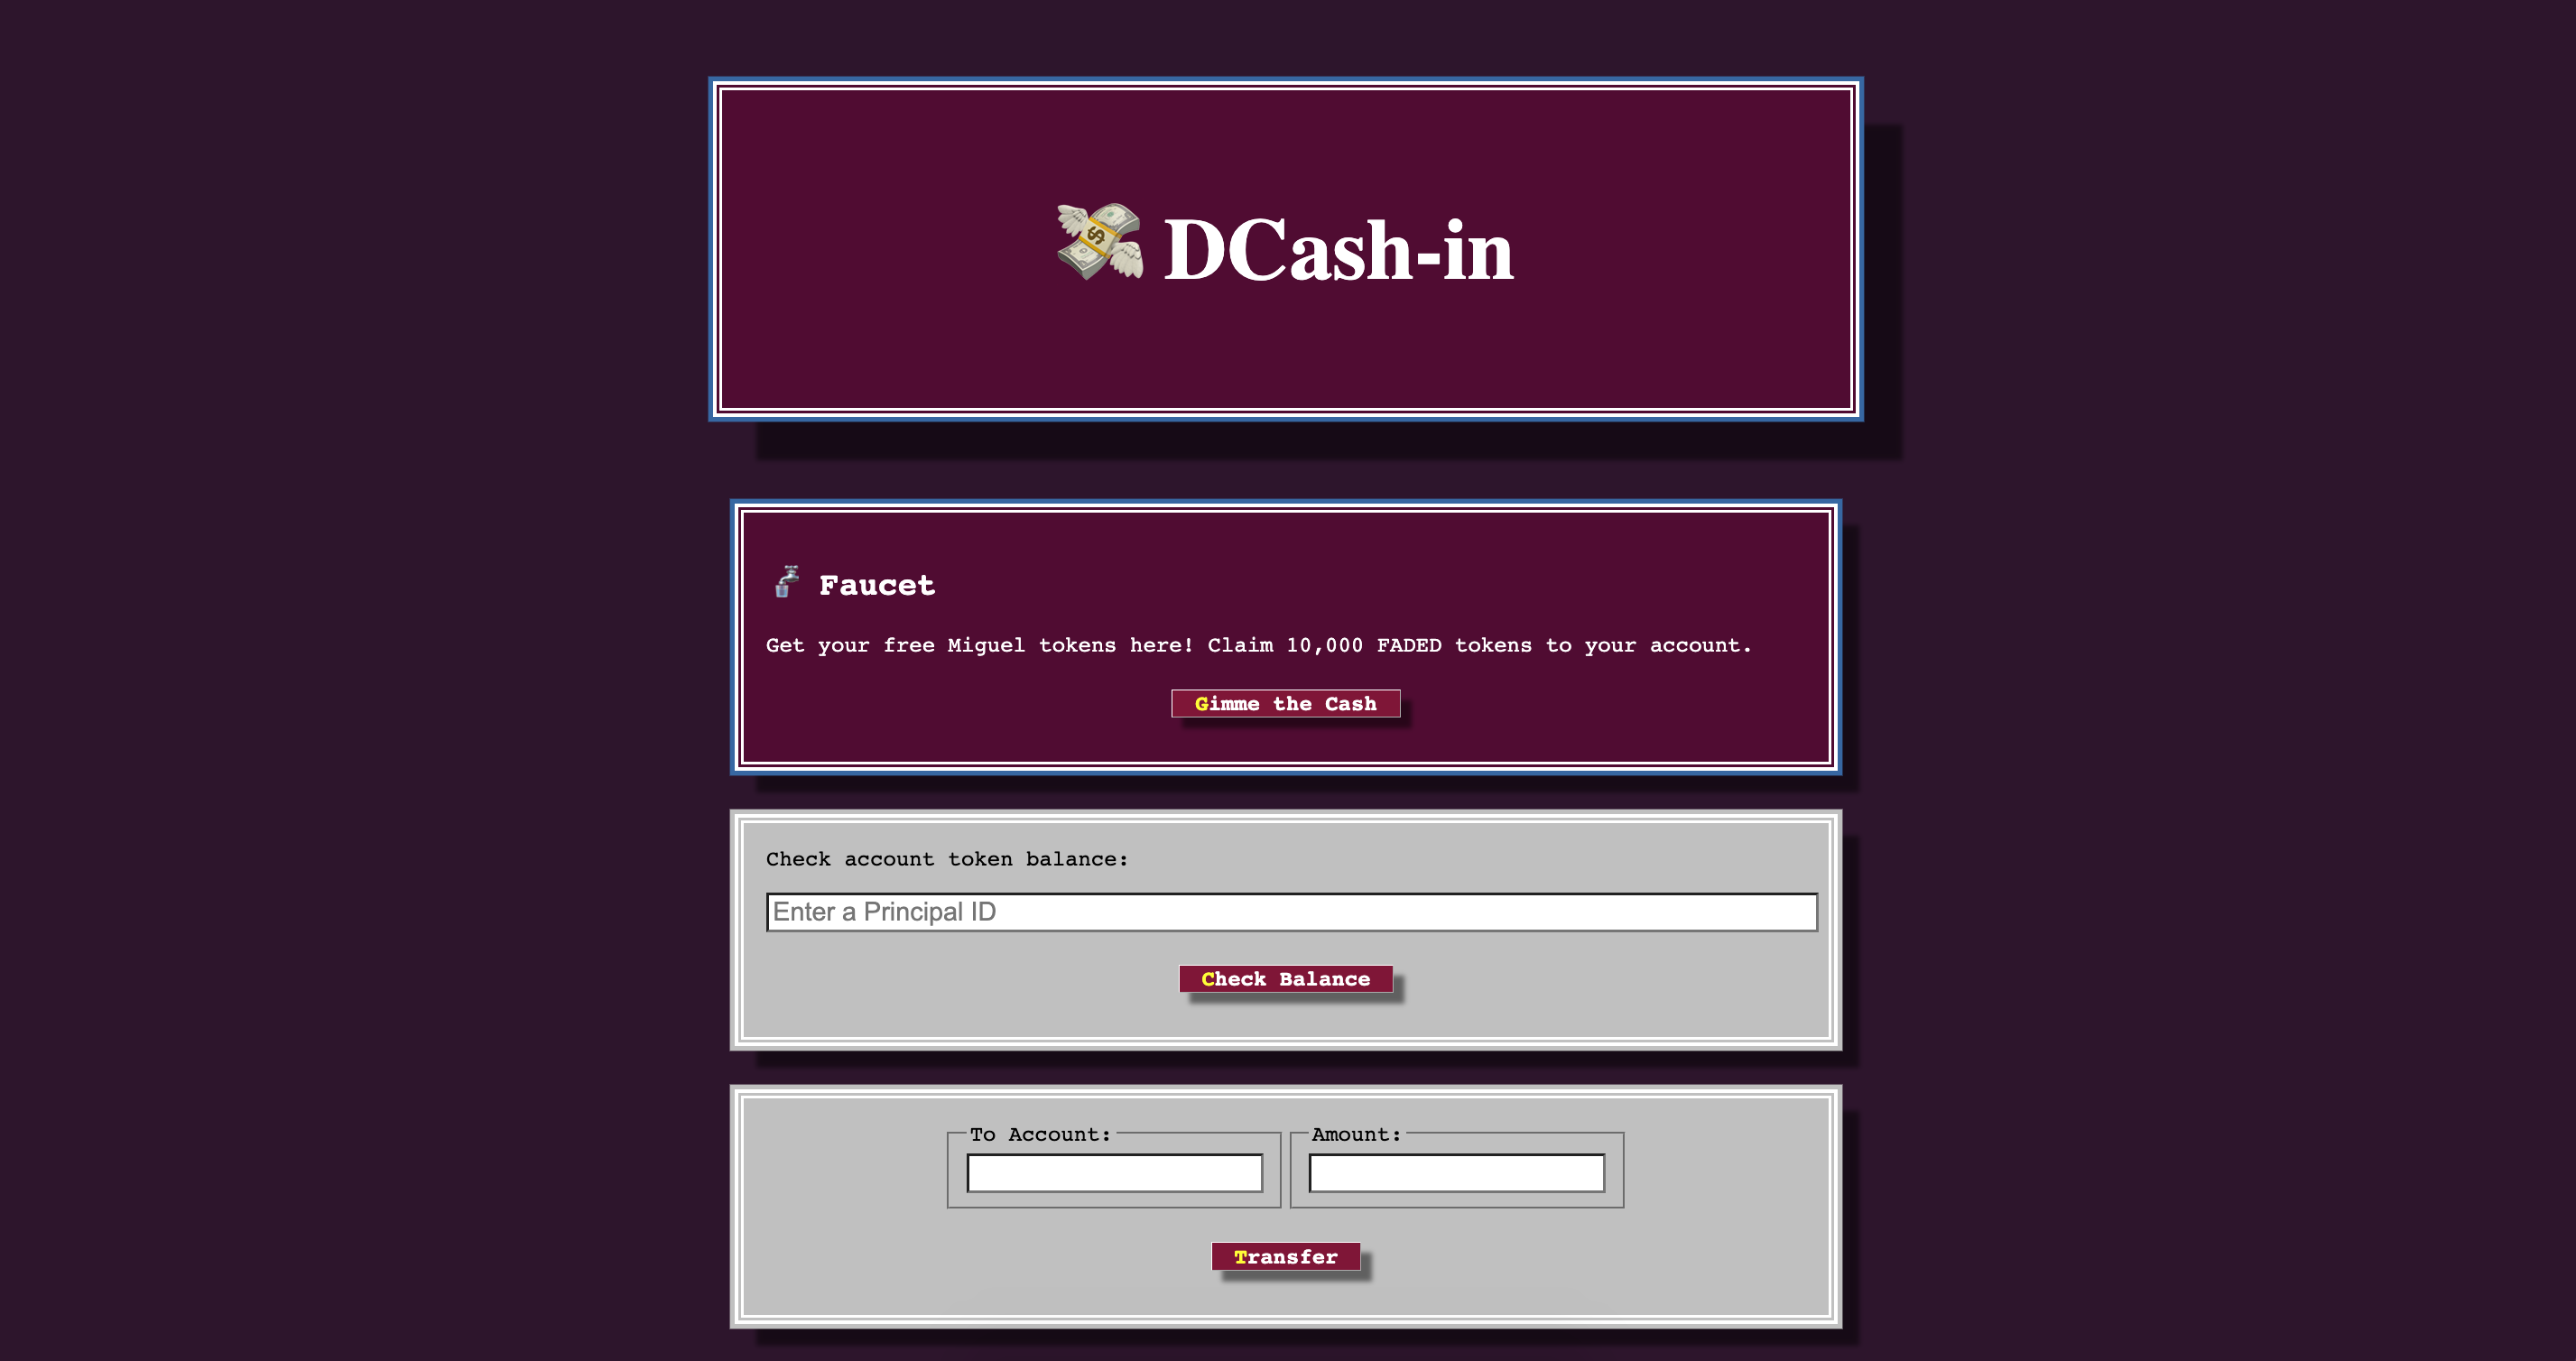 DCash-in
Faucet
Get your free Miguel tokens here! Claim 10,000 FADED tokens to your account.
Gimme the Cash
Check account token balance:
Enter a Principal ID
Check Balance
To Account:
Amount:
Transfer